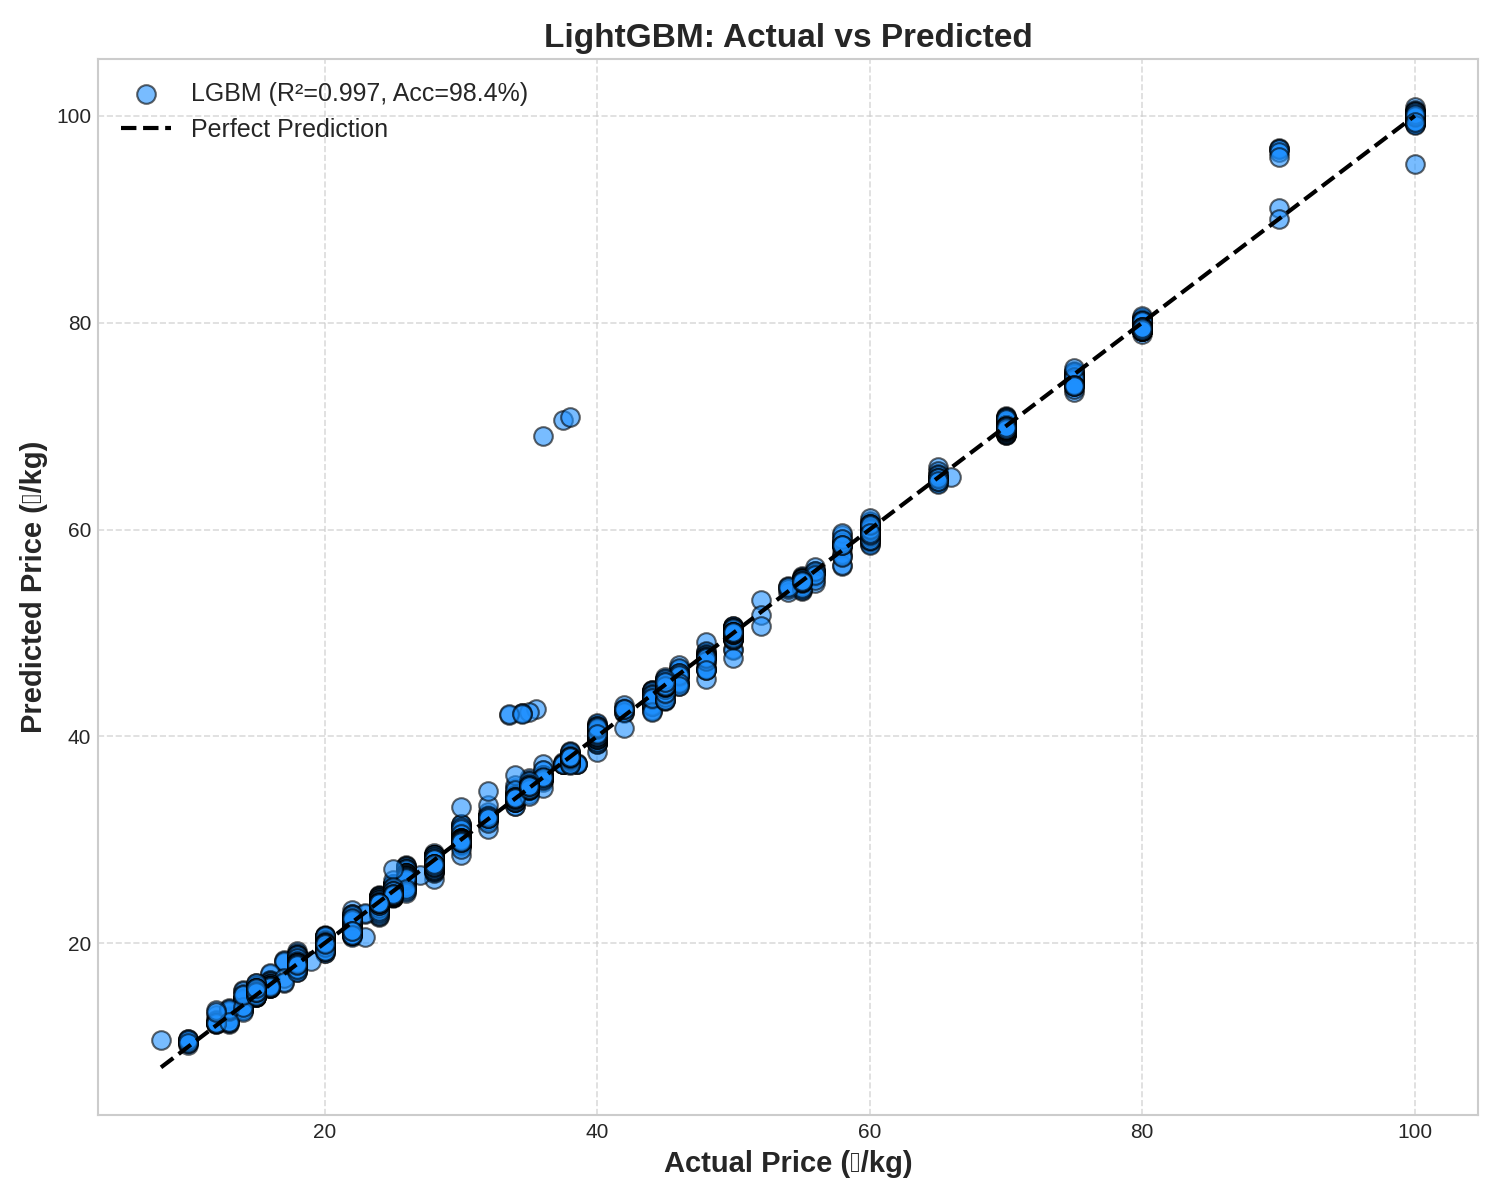 LightGBM: Actual vs Predicted
LGBM (R²=0.997, Acc=98.4%)
Perfect Prediction
100
80
60
40
20
Predicted Price (▯/kg)
20 40 60 80 100
Actual Price (▯/kg)